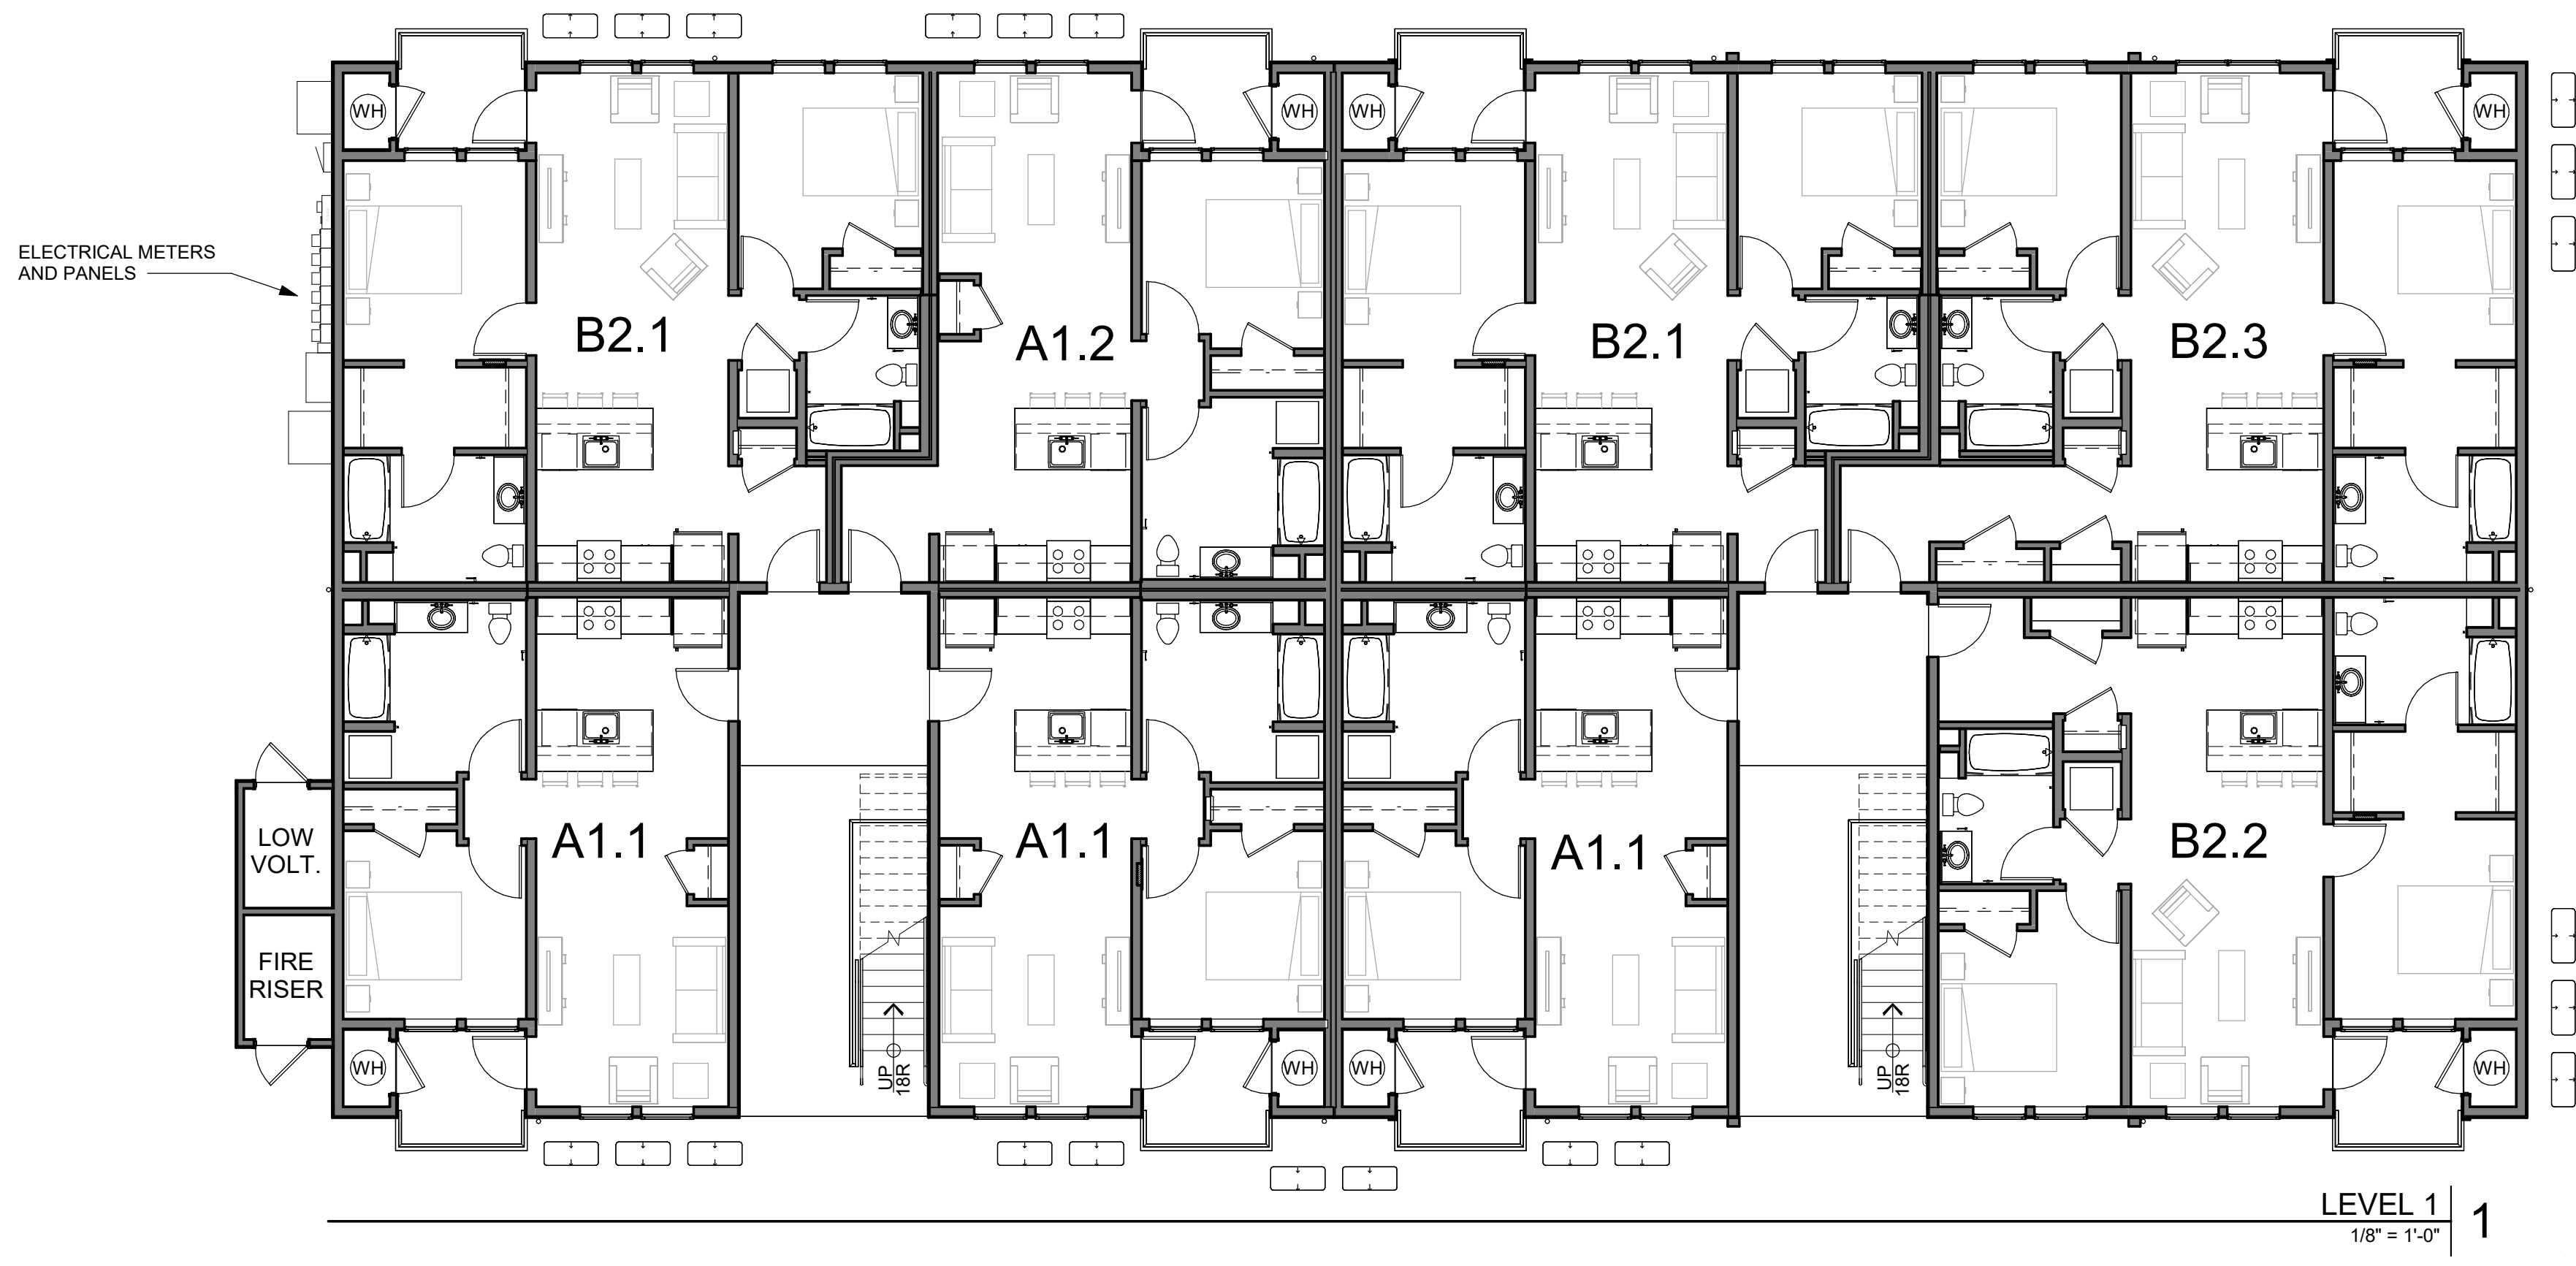 WH
WH
WH
WH
ELECTRICAL METERS
AND PANELS
B2.1
A1.2
B2.1
B2.3
LOW
VOLT.
A1.1
A1.1
A1.1
B2.2
FIRE
RISER
UP
18R
UP
18R
WH
WH
WH
WH
LEVEL 1
1/8" = 1'-0"
1